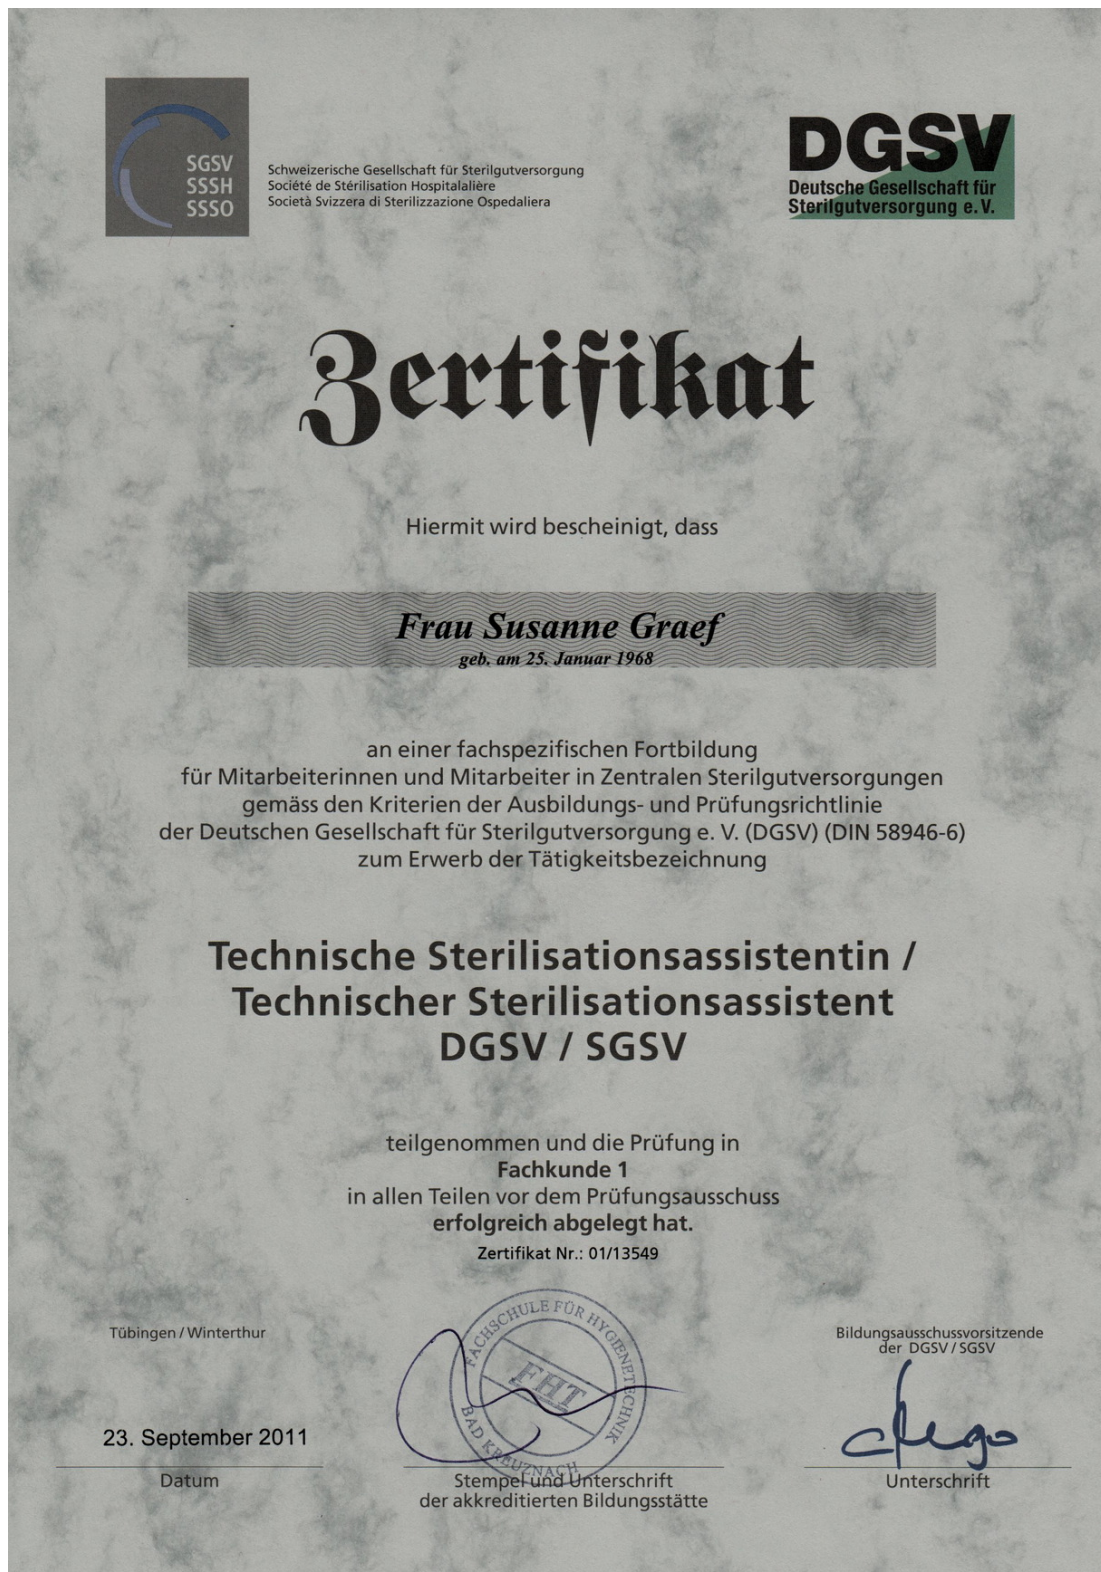 SGSV
SSSH
SSSO
Schweizerische Gesellschaft für Sterilgutversorgung
Société de Stérilisation Hospitalalière
Società Svizzera di Sterilizzazione Ospedaliera
DGSV
Deutsche Gesellschaft für
Sterilgutversorgung e. V.
Zertifikat
Hiermit wird bescheinigt, dass
Frau Susanne Graef
geb. am 25. Januar 1968
an einer fachspezifischen Fortbildung
für Mitarbeiterinnen und Mitarbeiter in Zentralen Sterilgutversorgungen
gemäss den Kriterien der Ausbildungs- und Prüfungsrichtlinie
der Deutschen Gesellschaft für Sterilgutversorgung e. V. (DGSV) (DIN 58946-6)
zum Erwerb der Tätigkeitsbezeichnung
Technische Sterilisationsassistentin /
Technischer Sterilisationsassistent
DGSV / SGSV
teilgenommen und die Prüfung in
Fachkunde 1
in allen Teilen vor dem Prüfungsausschuss
erfolgreich abgelegt hat.
Zertifikat Nr.: 01/13549
Tübingen / Winterthur
23. September 2011
Datum
FACHSCHULE FÜR HYGIENETECHNIK
FHT
BAD KREUZNACH
Stempel und Unterschrift
der akkreditierten Bildungsstätte
Bildungsausschussvorsitzende
der DGSV / SGSV
Unterschrift